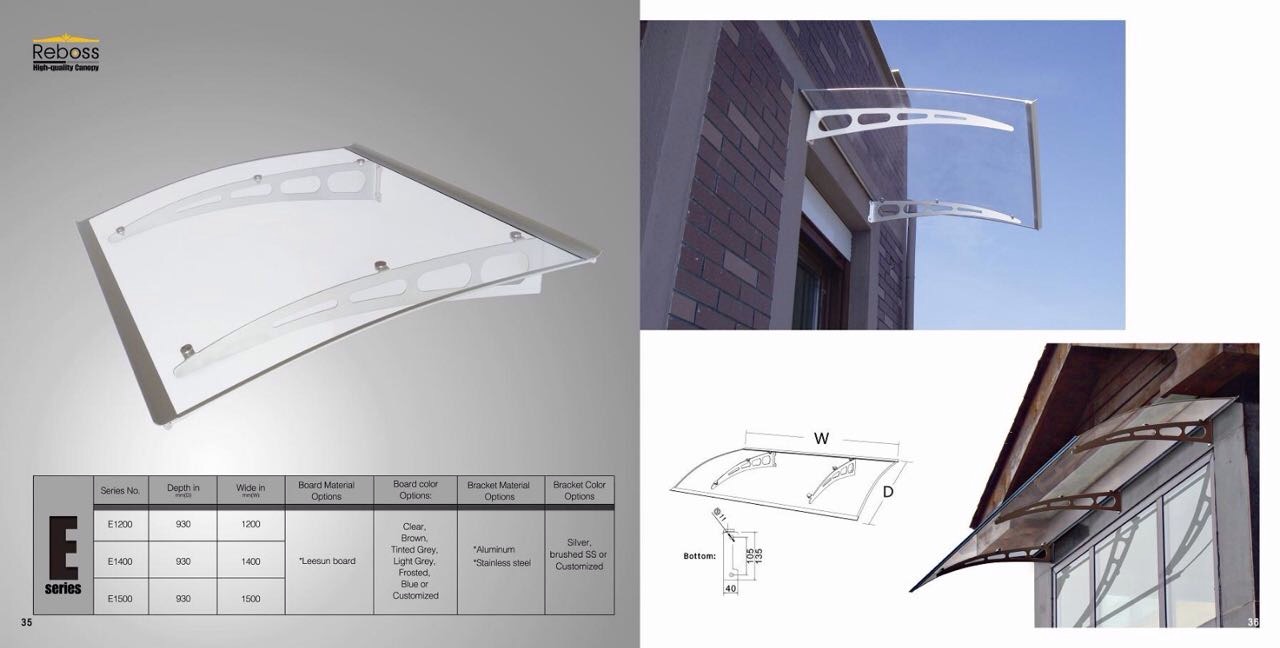 Reboss
High-quality Canopy
Series No.
Depth in
mm(D)
Wide in
mm(W)
Board Material
Options
Board color
Options:
Bracket Material
Options
Bracket Color
Options
E
series
E1200
930
1200
E1400
930
1400
E1500
930
1500
*Leesun board
Clear,
Brown,
Tinted Grey,
Light Grey,
Frosted,
Blue or
Customized
*Aluminum
*Stainless steel
Silver,
brushed SS or
Customized
35
W
D
Bottom:
105
135
40
36